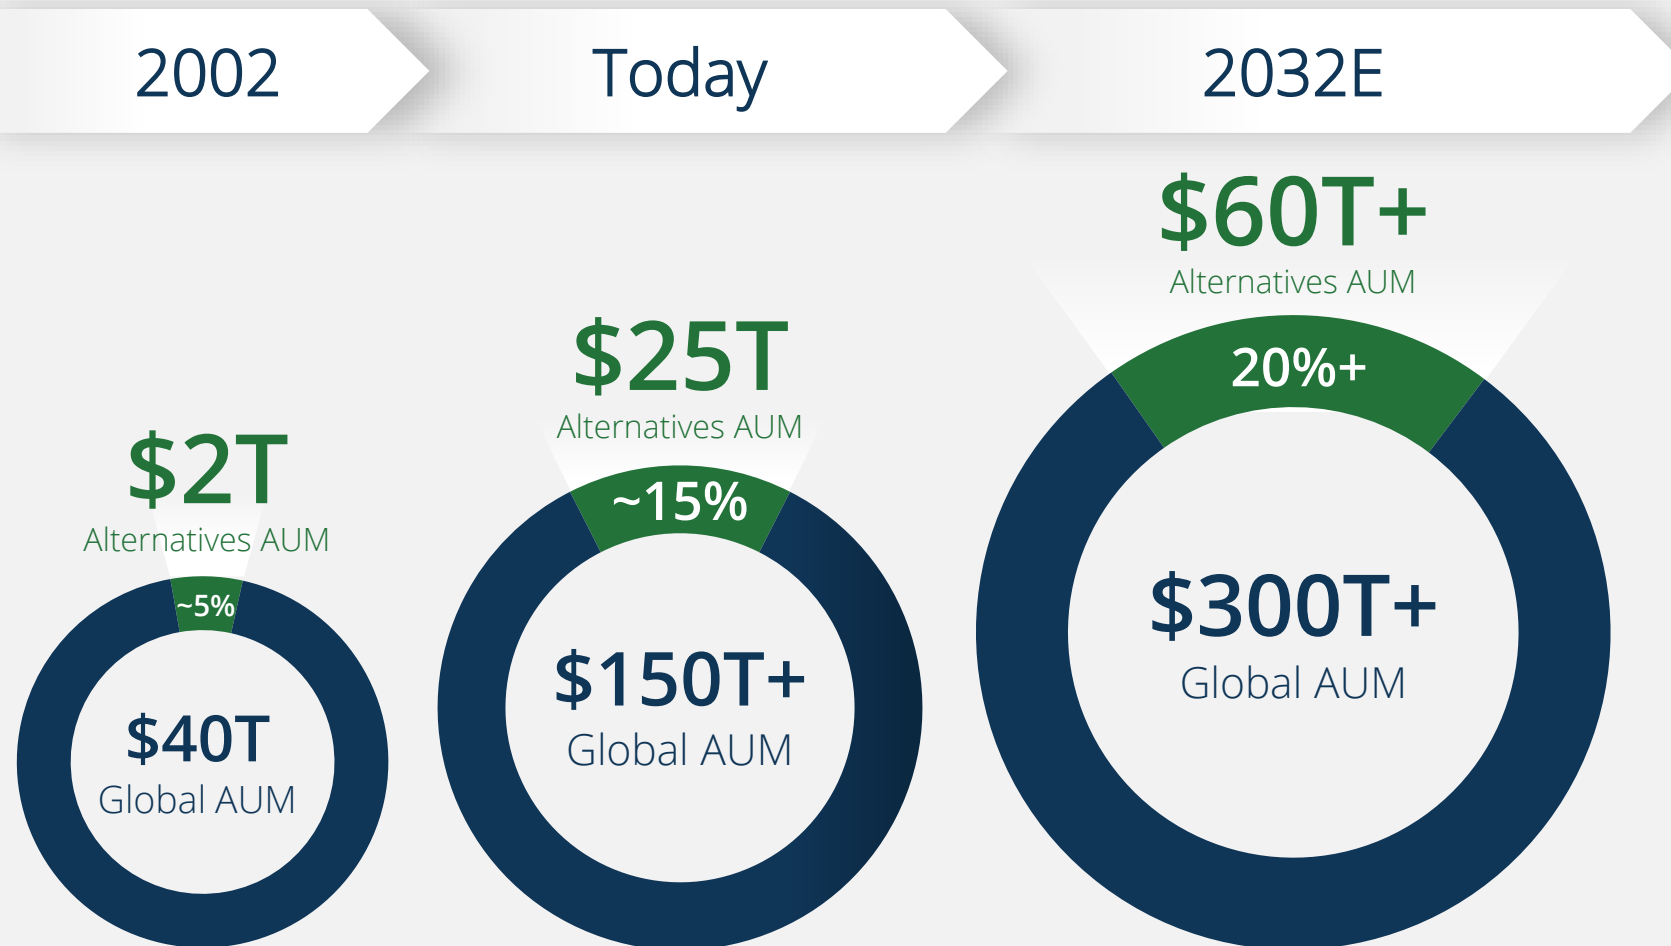 2002
Today
2032E
$2T
Alternatives AUM
~5%
$40T
Global AUM
$25T
Alternatives AUM
~15%
$150T+
Global AUM
$60T+
Alternatives AUM
20%+
$300T+
Global AUM